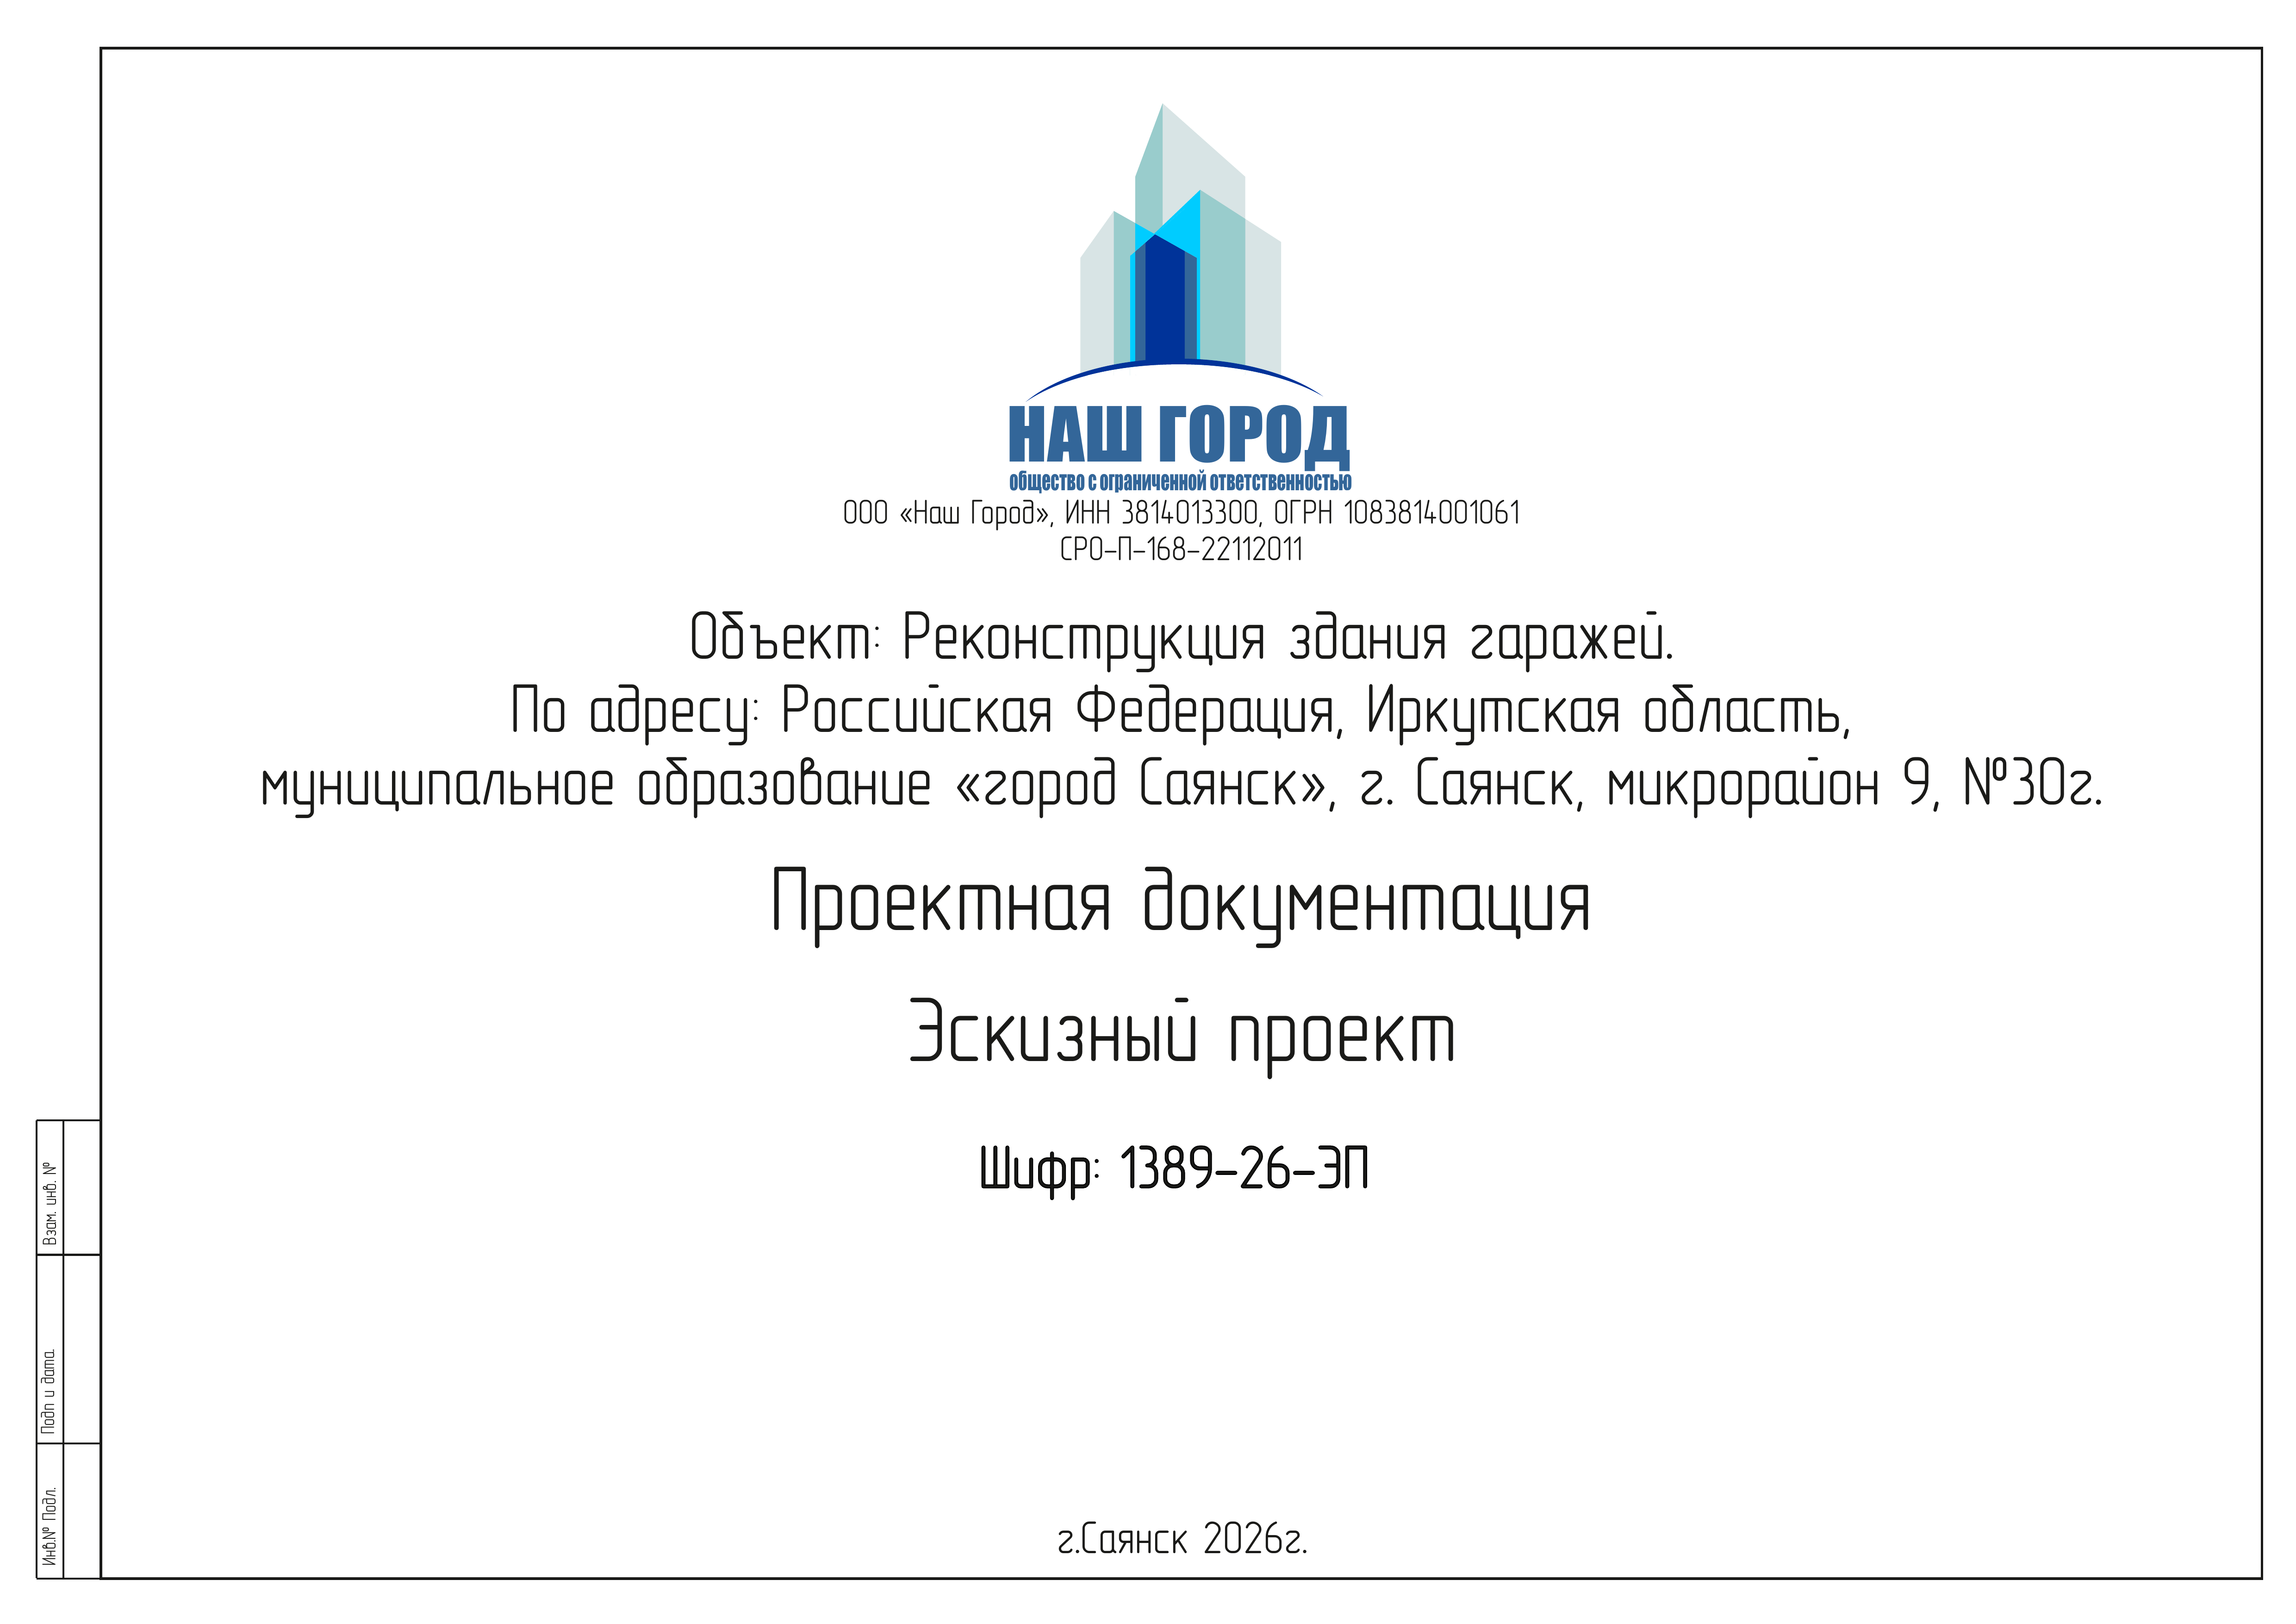 НАШ ГОРОД
общество с ограниченной ответственностью
ООО «Наш Город», ИНН 3814013300, ОГРН 1083814001061
СРО-П-168-22112011
Объект: Реконструкция здания гаражей.
По адресу: Российская Федерация, Иркутская область,
муниципальное образование «город Саянск», г. Саянск, микрорайон 9, №30г.
Проектная документация
Эскизный проект
Шифр: 1389-26-ЭП
Взам. инв. №
Подп и дата.
Инв.№ Подл.
г.Саянск 2026г.